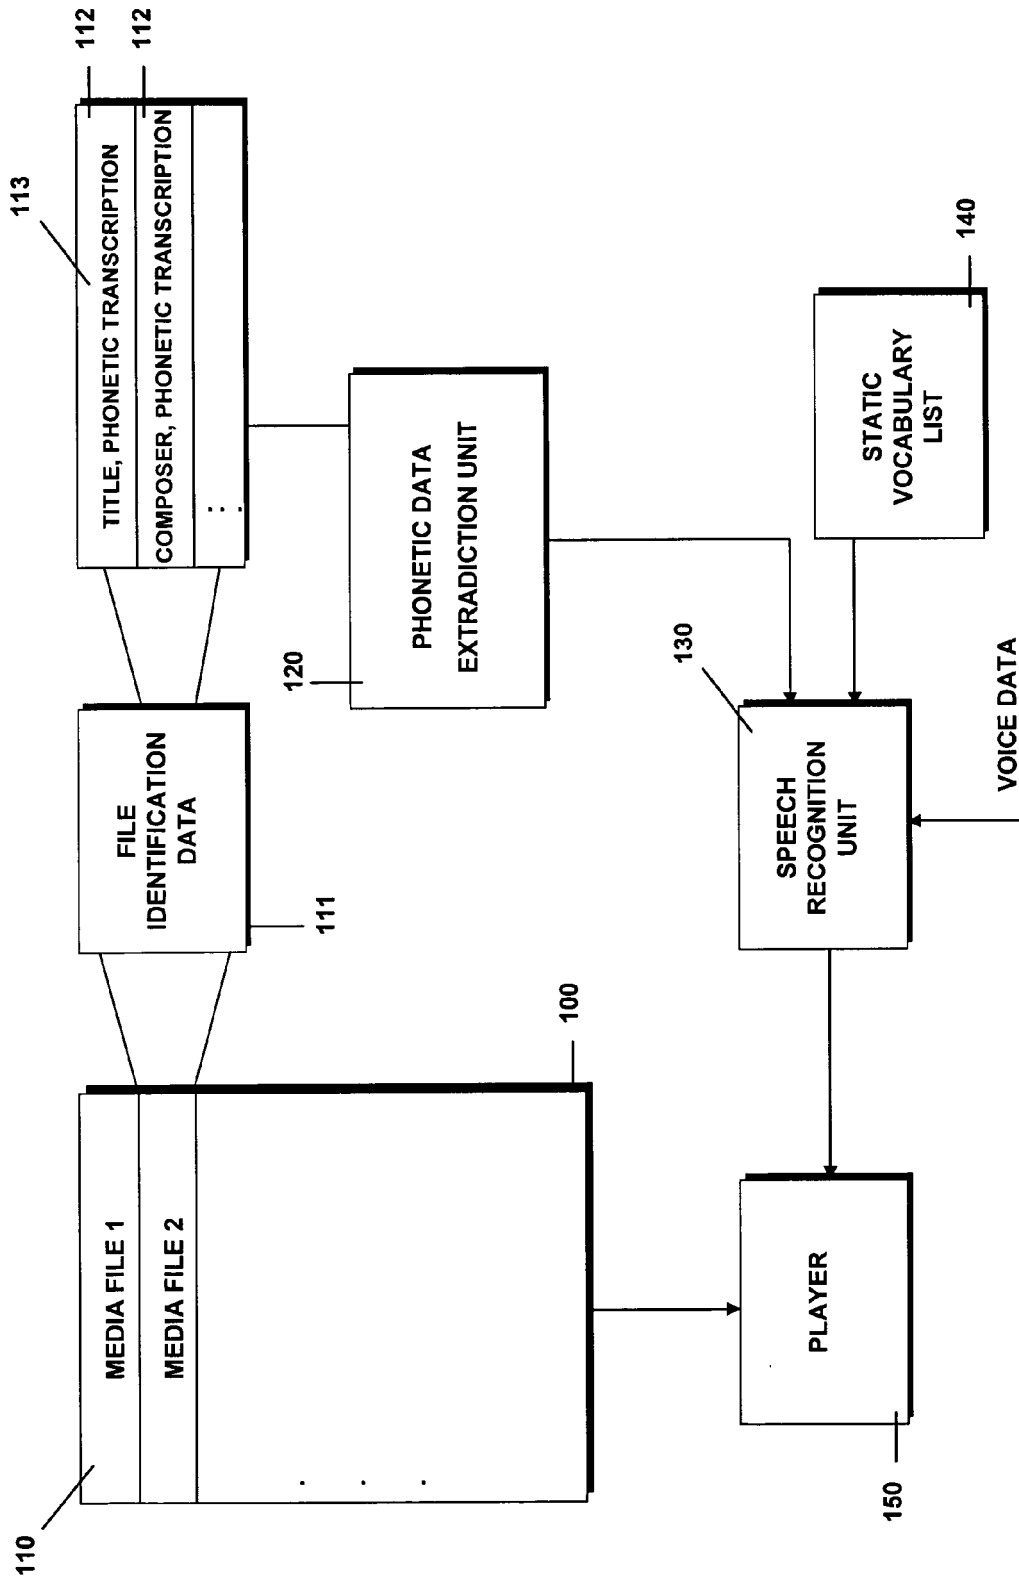 110
MEDIA FILE 1
MEDIA FILE 2
. . .
100
FILE
IDENTIFICATION
DATA
111
113
TITLE, PHONETIC TRANSCRIPTION
112
COMPOSER, PHONETIC TRANSCRIPTION
112
: .
120
PHONETIC DATA
EXTRADICTION UNIT
150
PLAYER
130
SPEECH
RECOGNITION
UNIT
VOICE DATA
STATIC
VOCABULARY
LIST
140